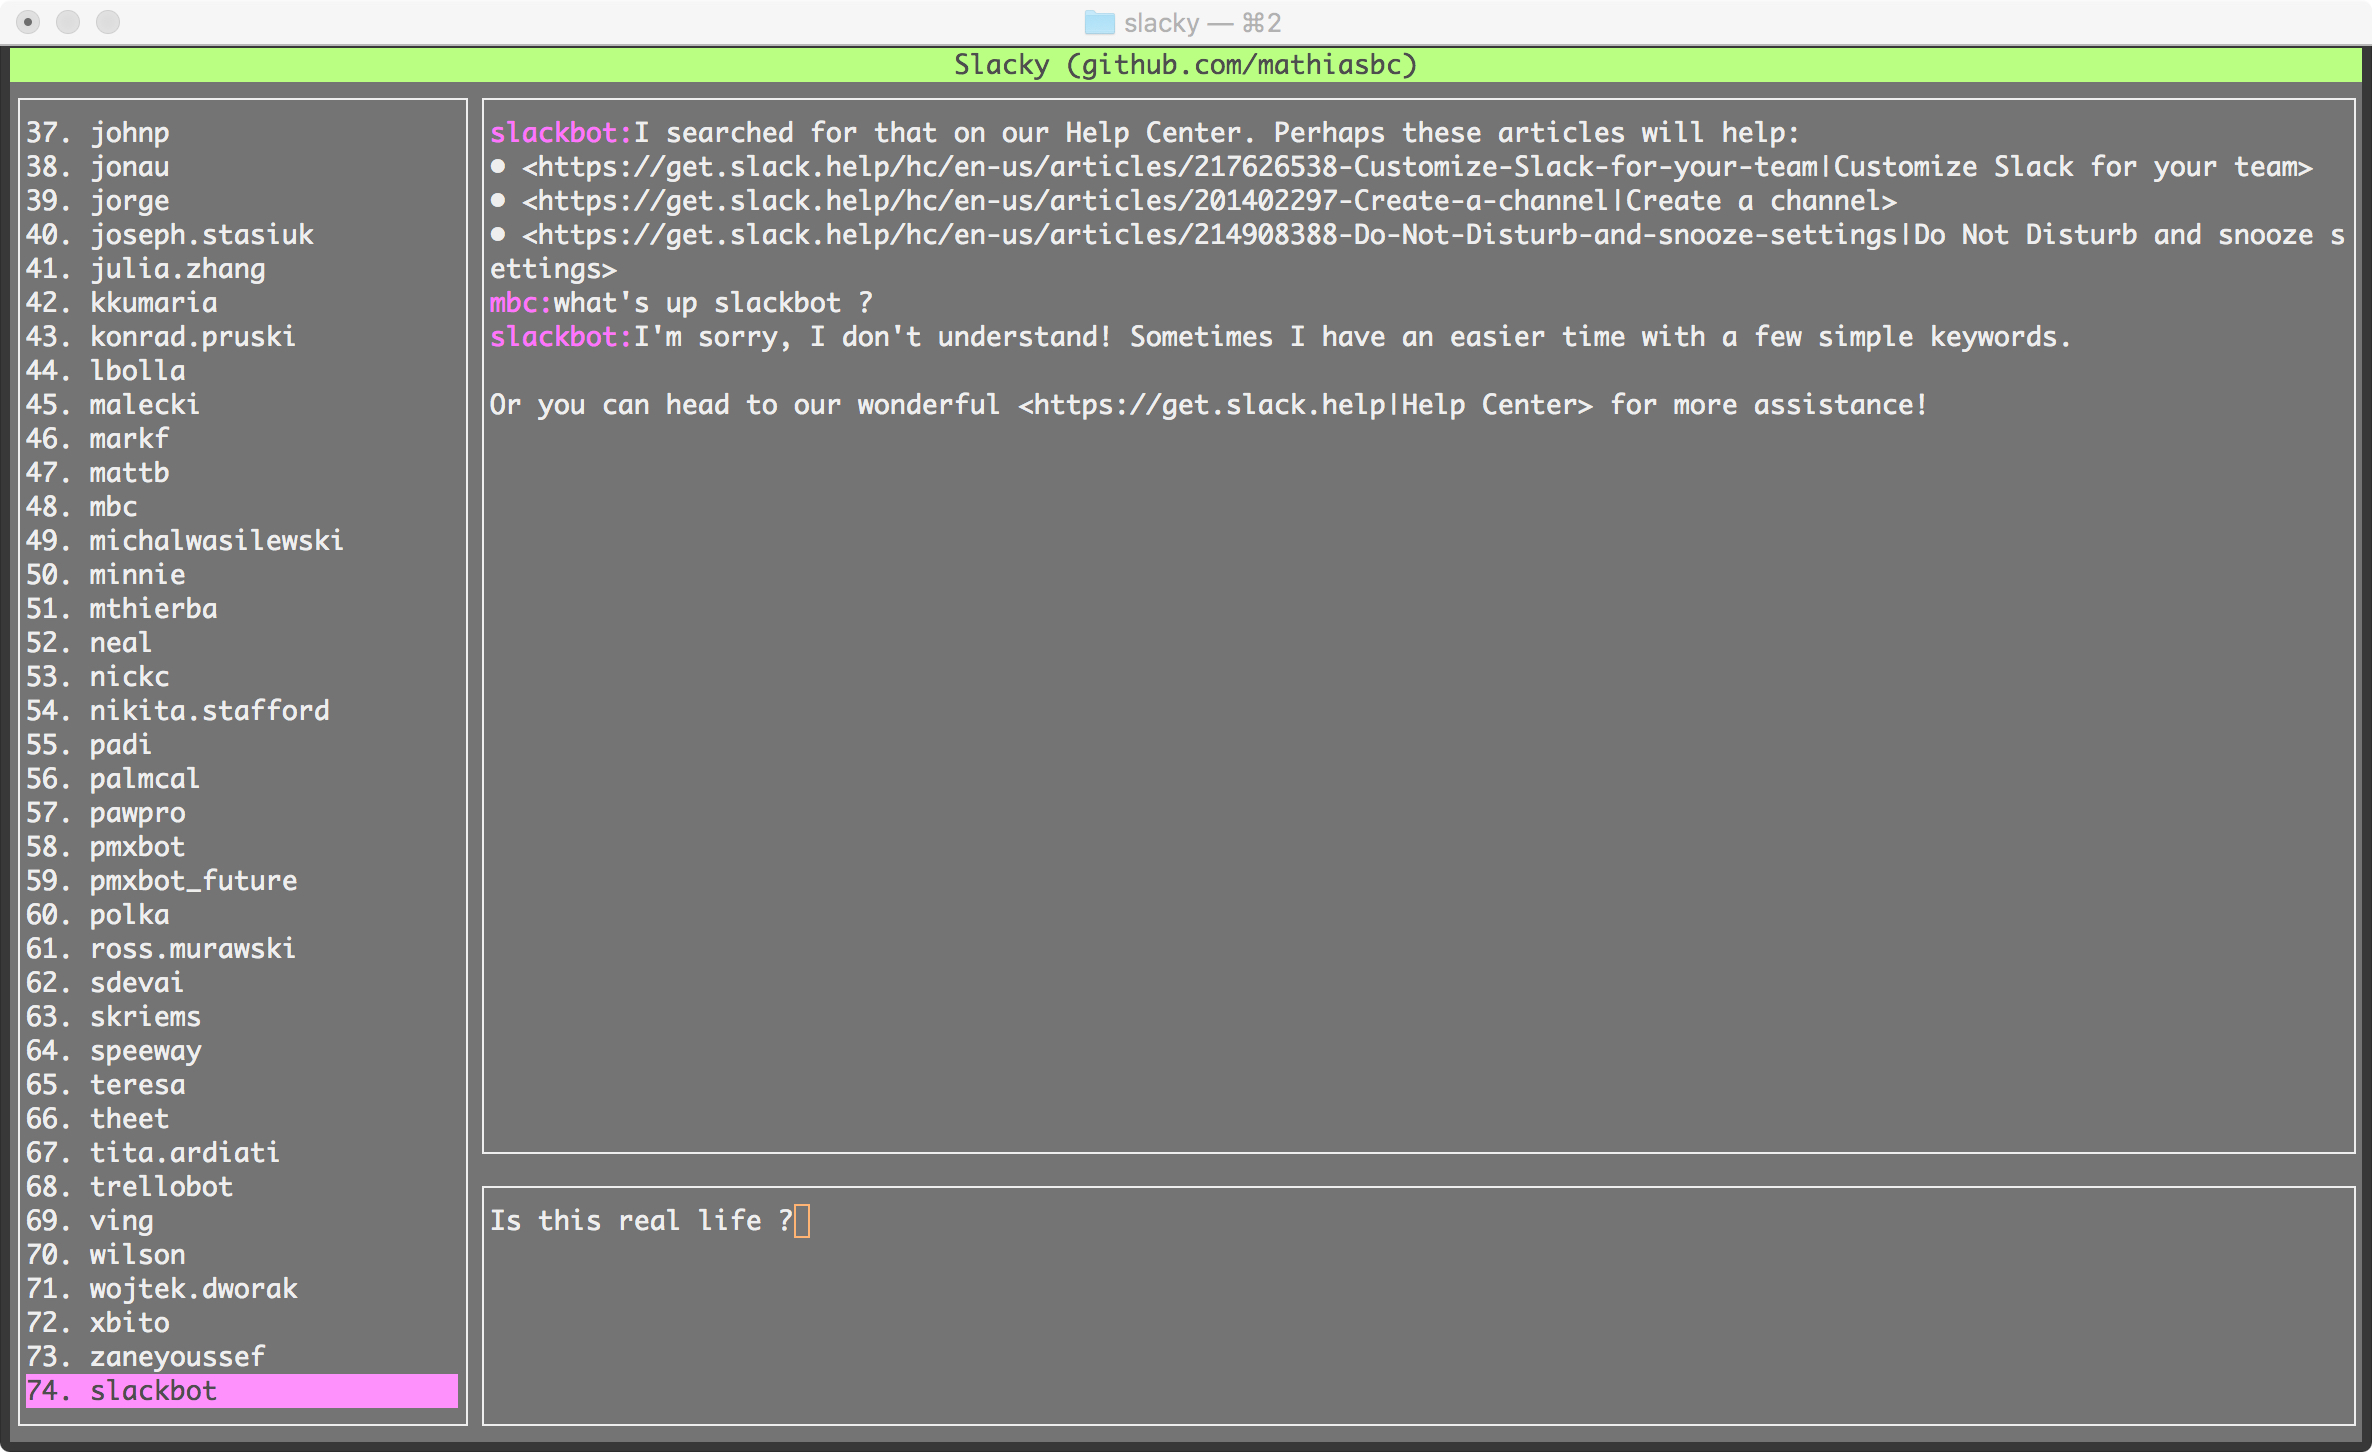 slacky — ⌘2
Slacky (github.com/mathiasbc)
37. johnp
38. jonau
39. jorge
40. joseph.stasiuk
41. julia.zhang
42. kkumaria
43. konrad.pruski
44. lbolla
45. malecki
46. markf
47. mattb
48. mbc
49. michalwasilewski
50. minnie
51. mthierba
52. neal
53. nickc
54. nikita.stafford
55. padi
56. palmcal
57. pawpro
58. pmxbot
59. pmxbot_future
60. polka
61. ross.murawski
62. sdevai
63. skriems
64. speeway
65. teresa
66. theet
67. tita.ardiati
68. trellobot
69. ving
70. wilson
71. wojtek.dworak
72. xbito
73. zaneyoussef
74. slackbot
slackbot:I searched for that on our Help Center. Perhaps these articles will help:
● <https://get.slack.help/hc/en-us/articles/217626538-Customize-Slack-for-your-team|Customize Slack for your team>
● <https://get.slack.help/hc/en-us/articles/201402297-Create-a-channel|Create a channel>
● <https://get.slack.help/hc/en-us/articles/214908388-Do-Not-Disturb-and-snooze-settings|Do Not Disturb and snooze s
ettings>
mbc:what's up slackbot ?
slackbot:I'm sorry, I don't understand! Sometimes I have an easier time with a few simple keywords.
Or you can head to our wonderful <https://get.slack.help|Help Center> for more assistance!
Is this real life ?